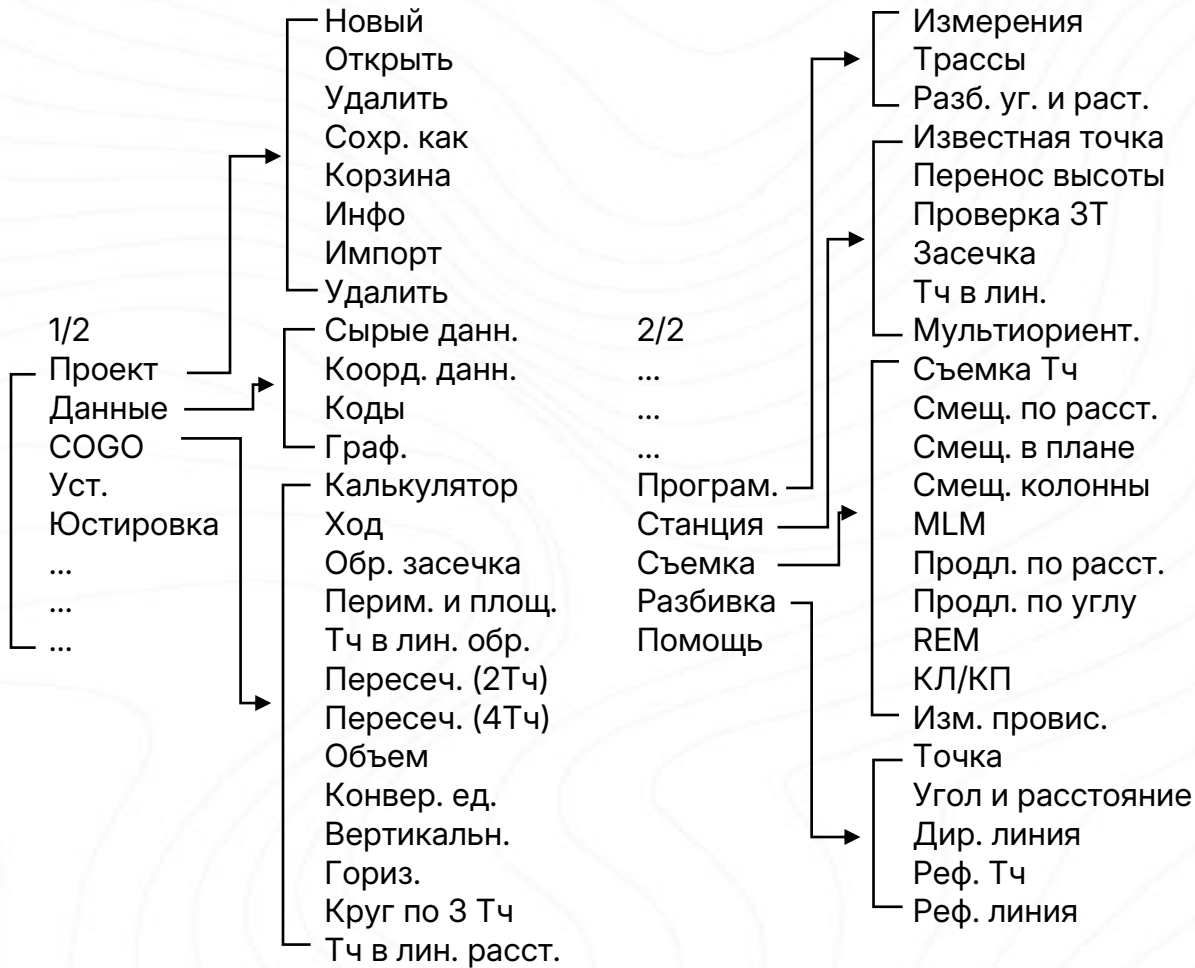 1/2
Проект
Данные
COGO
Уст.
Юстировка
...
...
...
Новый
Открыть
Удалить
Сохр. как
Корзина
Инфо
Импорт
Удалить
Сырые данн.
Коорд. данн.
Коды
Граф.
Калькулятор
Ход
Обр. засечка
Перим. и площ.
Тч в лин. обр.
Пересеч. (2Тч)
Пересеч. (4Тч)
Объем
Конвер. ед.
Вертикальн.
Гориз.
Круг по 3 Тч
Тч в лин. расст.
2/2
...
...
...
Програм.
Станция
Съемка
Разбивка
Помощь
Измерения
Трассы
Разб. уг. и раст.
Известная точка
Перенос высоты
Проверка ЗТ
Засечка
Тч в лин.
Мультиориент.
Съемка Тч
Смещ. по расст.
Смещ. в плане
Смещ. колонны
MLM
Продл. по расст.
Продл. по углу
REM
КЛ/КП
Изм. провис.
Точка
Угол и расстояние
Дир. линия
Реф. Тч
Реф. линия